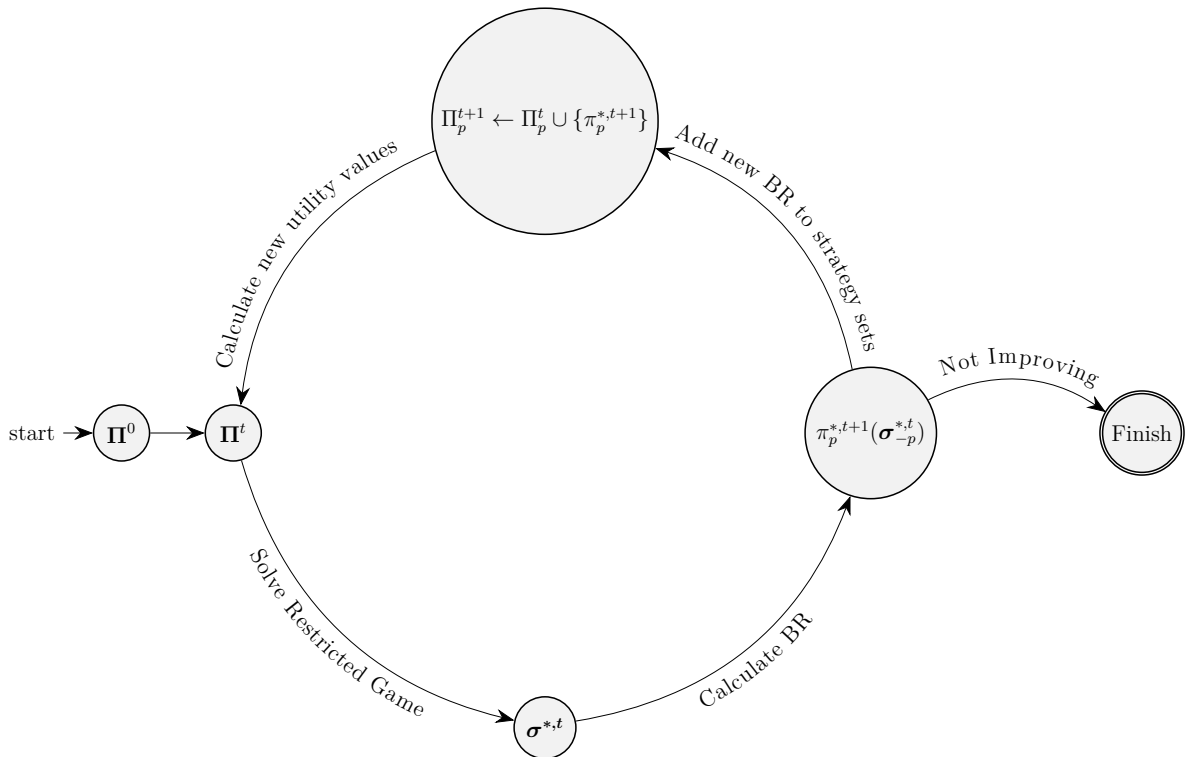 Π_p^{t+1} ← Π_p^t ∪ {π_p^{*,t+1}}
Add new BR to strategy sets
Calculate new utility values
Not Improving
start
Π^0
Π^t
π_p^{*,t+1}(σ_{-p}^{*,t})
Finish
Solve Restricted Game
Calculate BR
σ^{*,t}